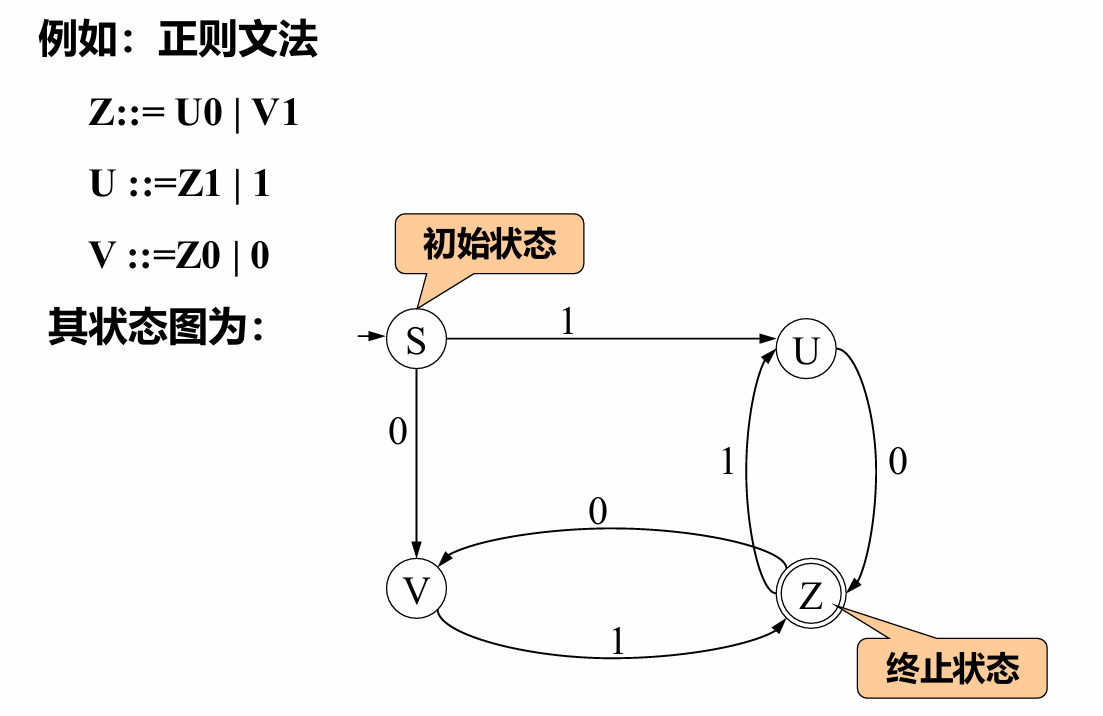 例如：正则文法
Z::= U0 | V1
U ::=Z1 | 1
V ::=Z0 | 0
初始状态
其状态图为：
S
1
U
0
1
0
0
V
Z
1
终止状态